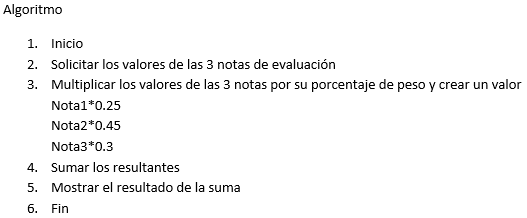 Algoritmo
1. Inicio
2. Solicitar los valores de las 3 notas de evaluación
3. Multiplicar los valores de las 3 notas por su porcentaje de peso y crear un valor
Nota1*0.25
Nota2*0.45
Nota3*0.3
4. Sumar los resultantes
5. Mostrar el resultado de la suma
6. Fin